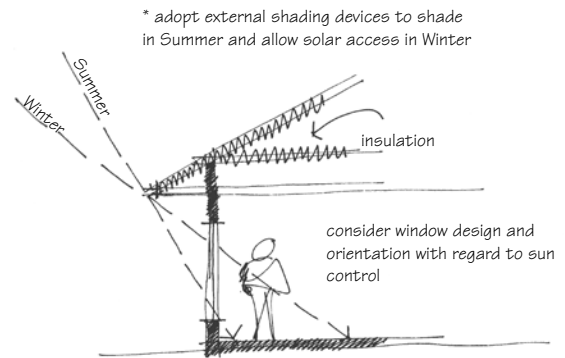 * adopt external shading devices to shade
in Summer and allow solar access in Winter
Summer
Winter
insulation
consider window design and
orientation with regard to sun
control